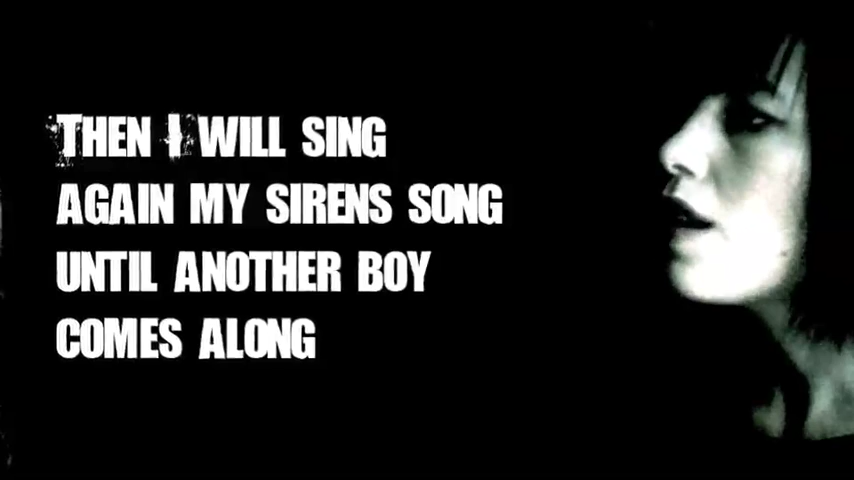 THEN I WILL SING
AGAIN MY SIRENS SONG
UNTIL ANOTHER BOY
COMES ALONG